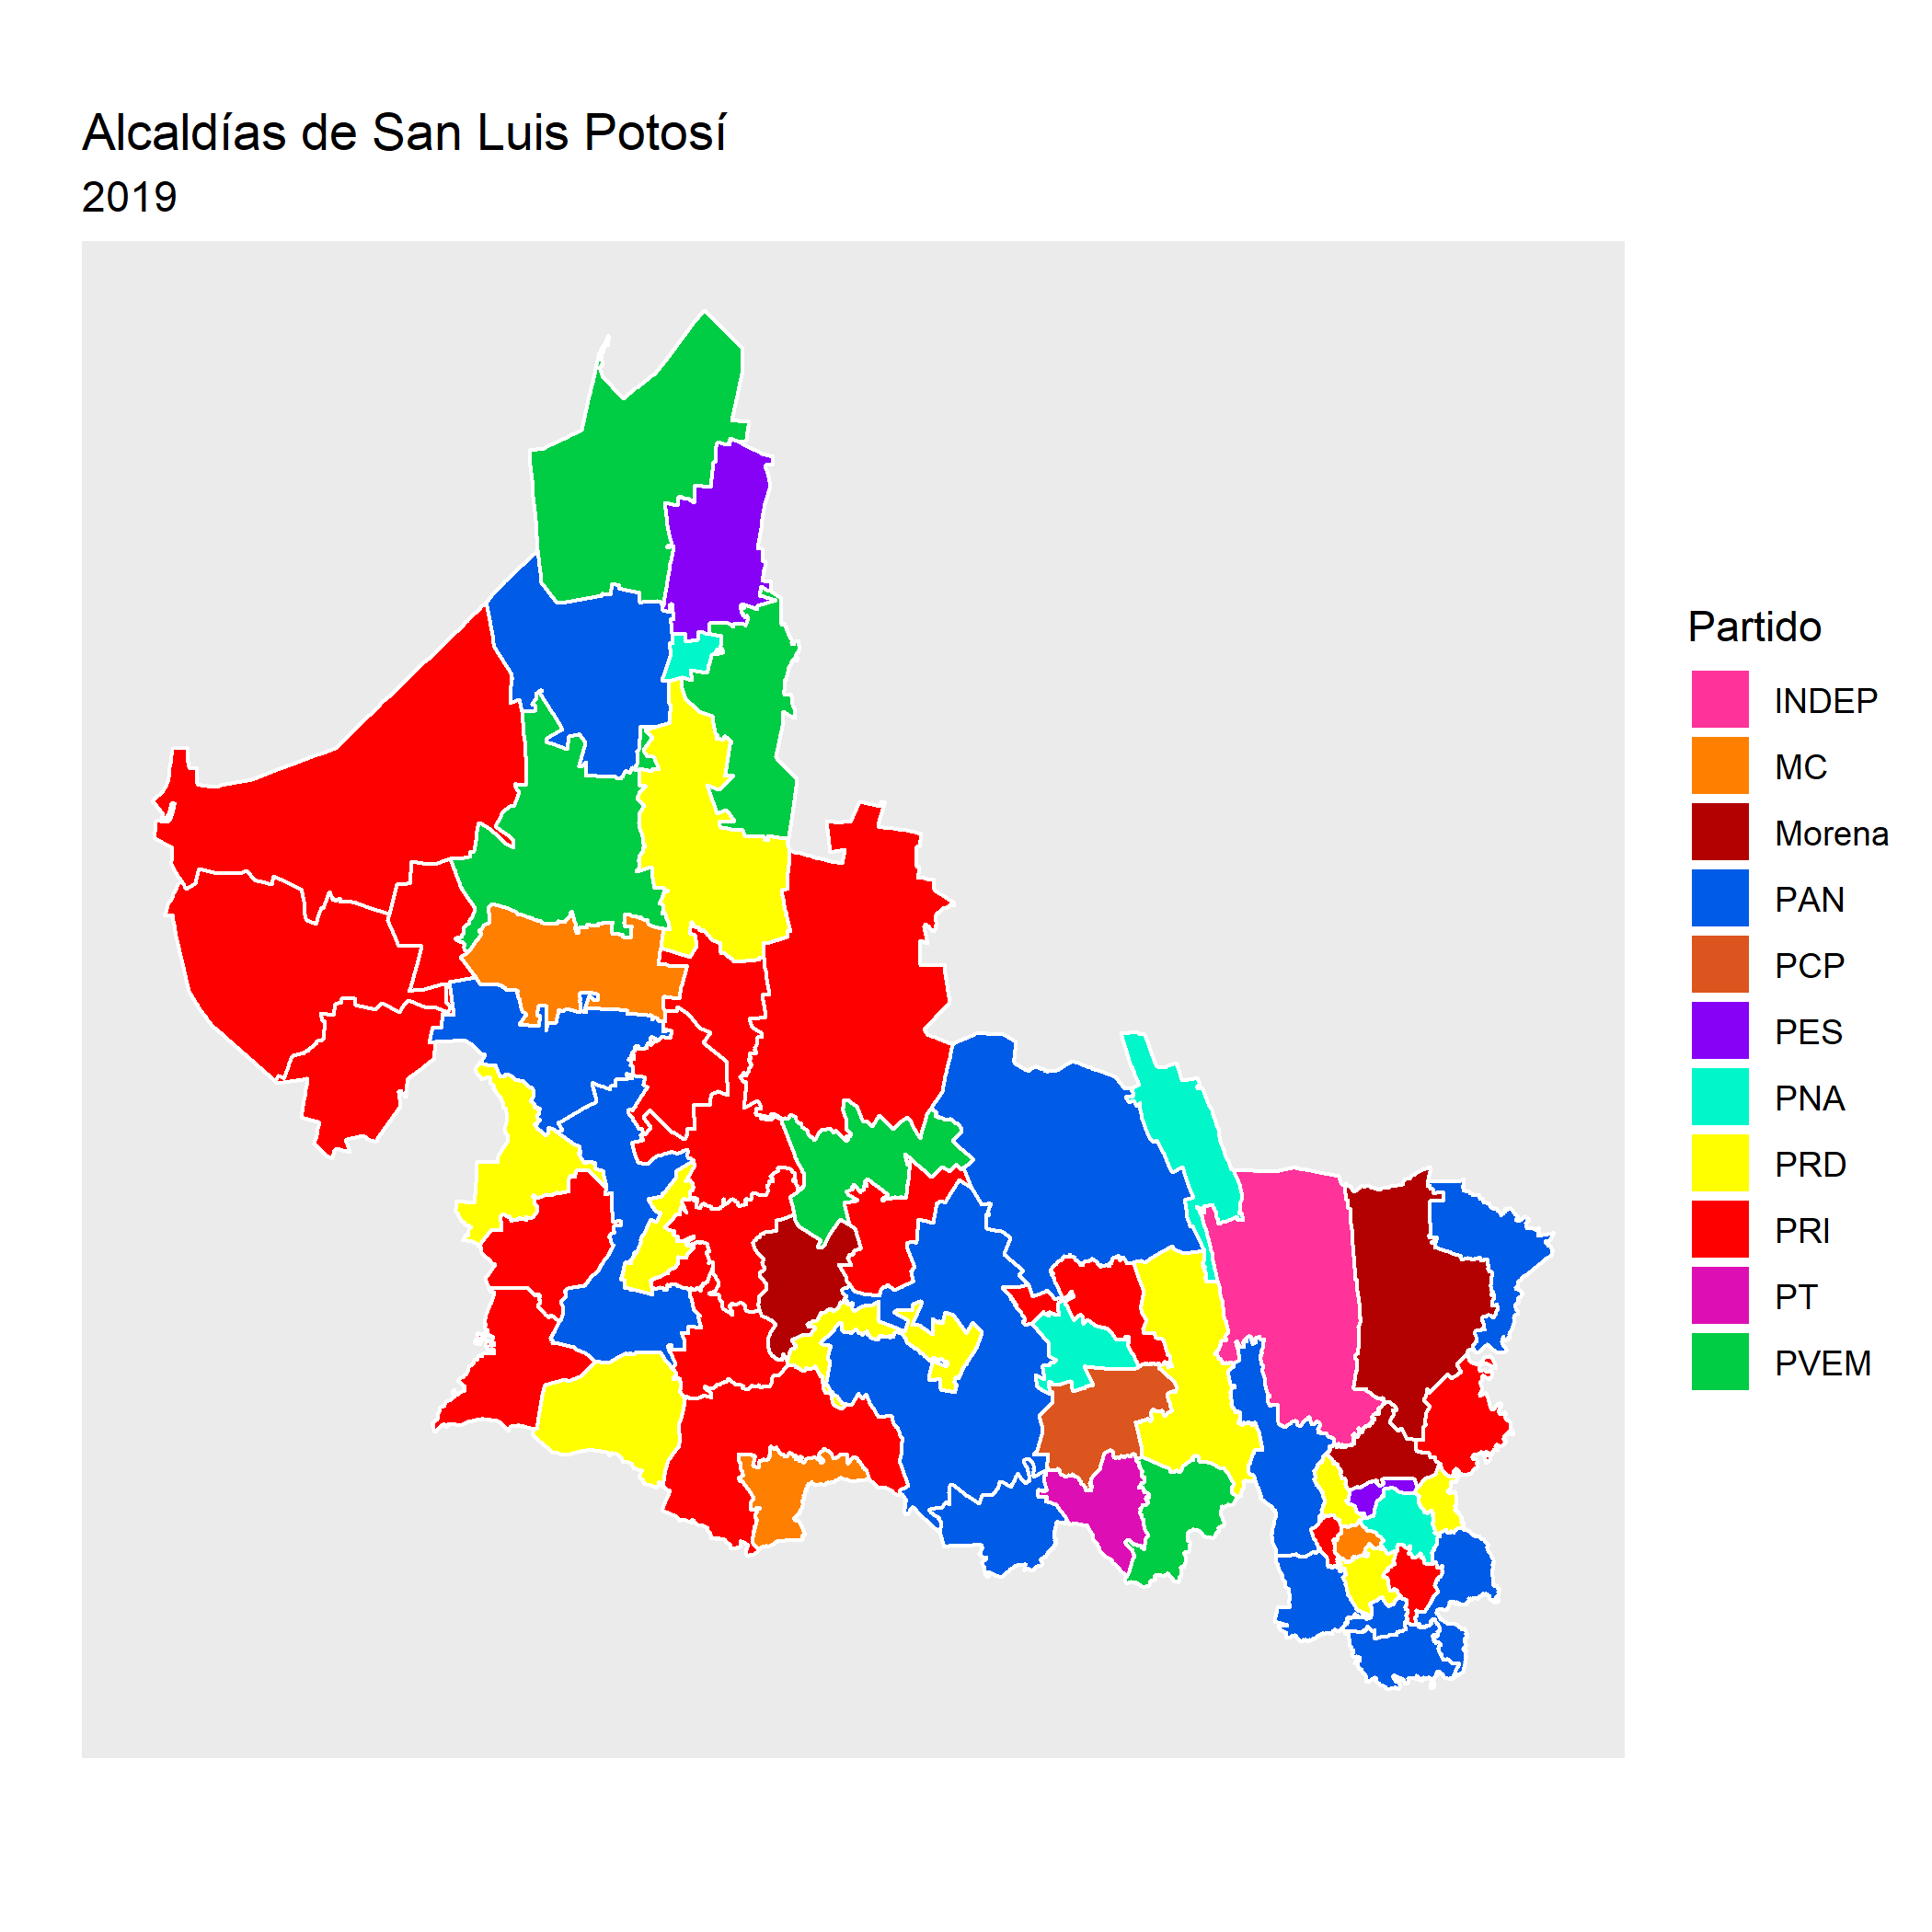 Alcaldías de San Luis Potosí
2019
Partido
INDEP
MC
Morena
PAN
PCP
PES
PNA
PRD
PRI
PT
PVEM